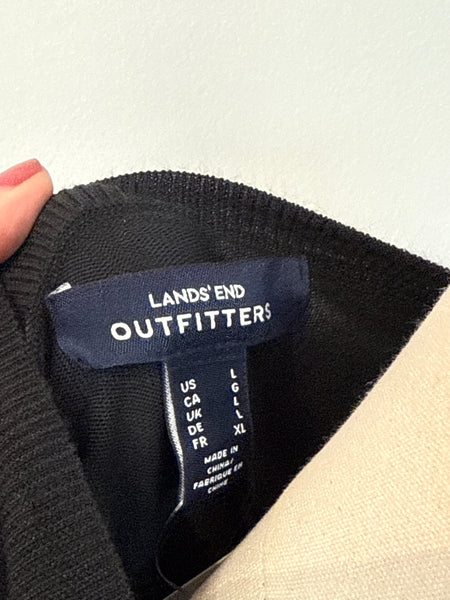 LANDS' END
OUTFITTERS
US L
CA G
UK L
DE L
FR XL
MADE IN
CHINA/
FABRIQUÉ EN
CHINE